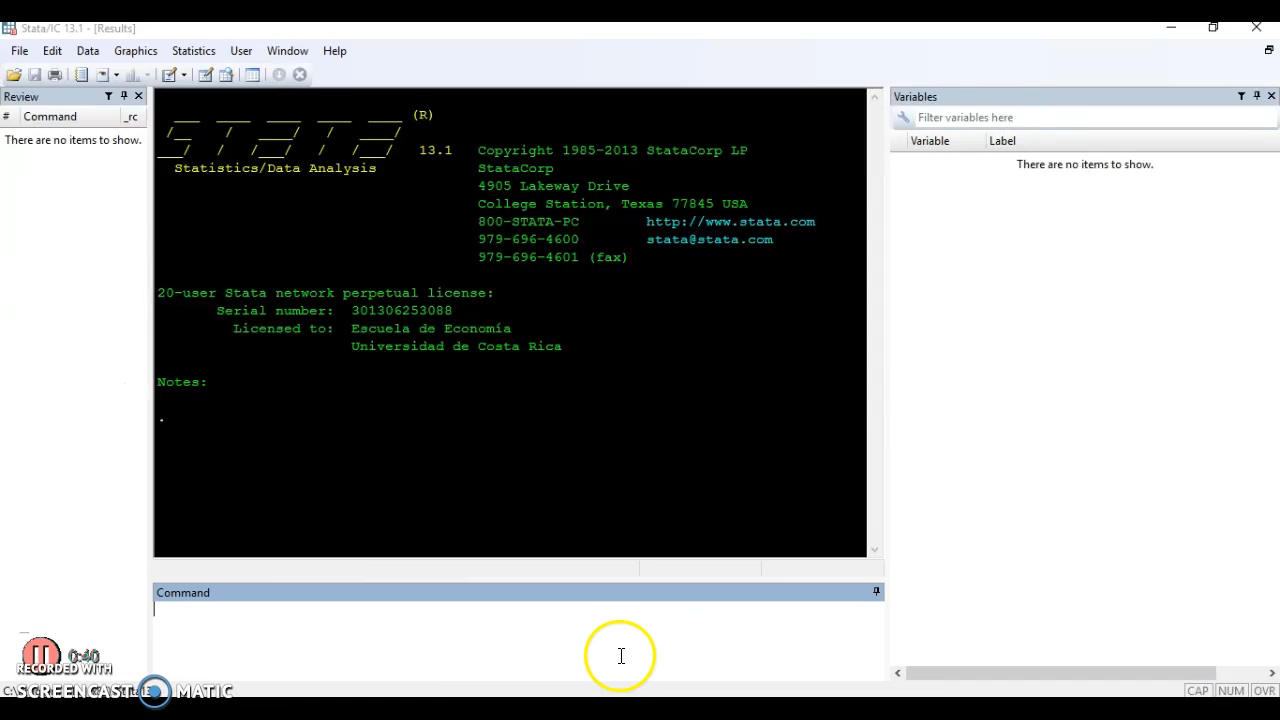 Stata/IC 13.1 - [Results]
File Edit Data Graphics Statistics User Window Help
Review
# Command _rc
There are no items to show.
(R)
STATA
13.1 Copyright 1985-2013 StataCorp LP
Statistics/Data Analysis StataCorp
4905 Lakeway Drive
College Station, Texas 77845 USA
800-STATA-PC http://www.stata.com
979-696-4600 stata@stata.com
979-696-4601 (fax)
20-user Stata network perpetual license:
Serial number: 301306253088
Licensed to: Escuela de Economía
Universidad de Costa Rica
Notes:
.
Command
Variables
Filter variables here
Variable Label
There are no items to show.
0:40
RECORDED WITH
SCREENCAST MATIC
CAP NUM OVR